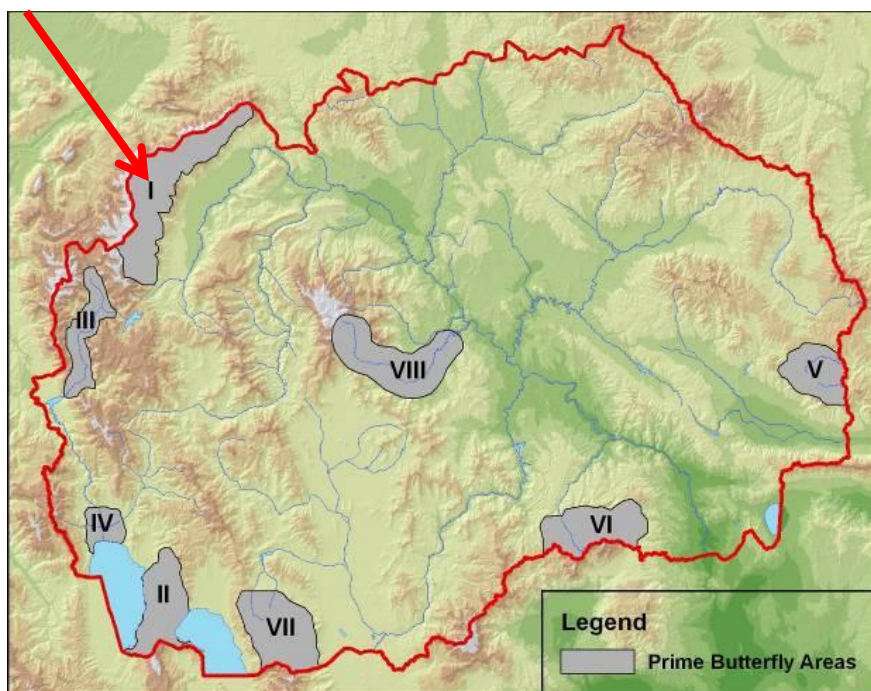 I
III
VIII
V
IV
VI
II
VII
Legend
Prime Butterfly Areas